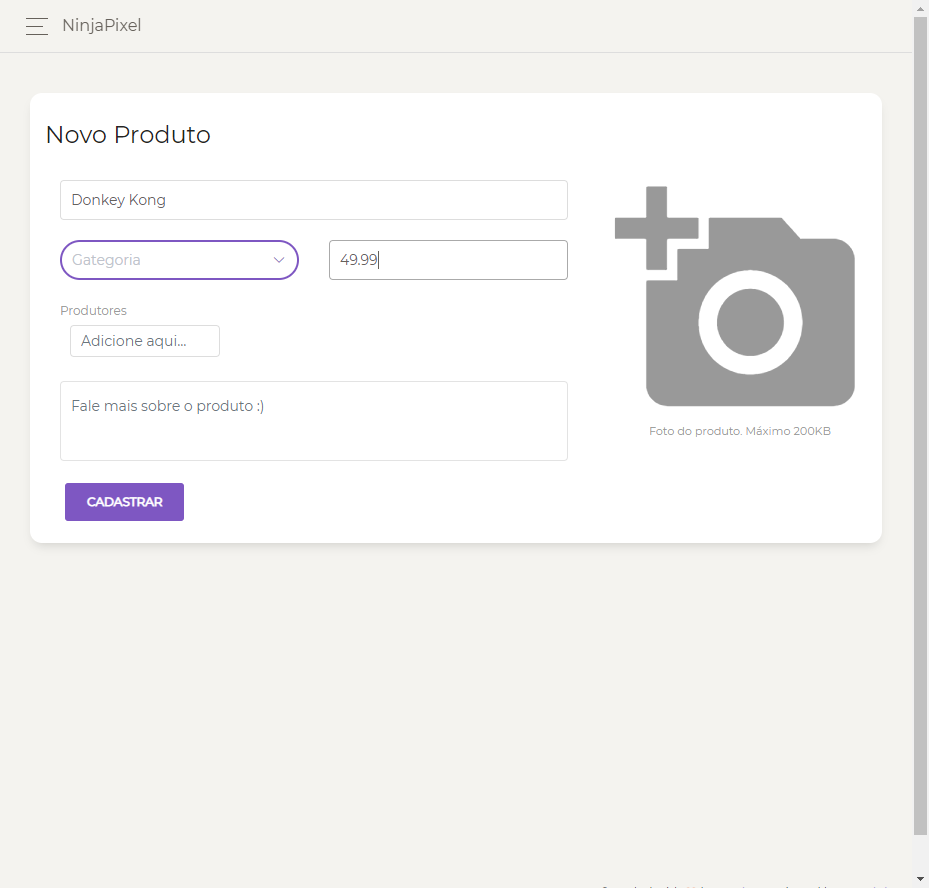 NinjaPixel
Novo Produto
Donkey Kong
Gategoria
49.99
Produtores
Adicione aqui...
Fale mais sobre o produto :)
CADASTRAR
Foto do produto. Máximo 200KB